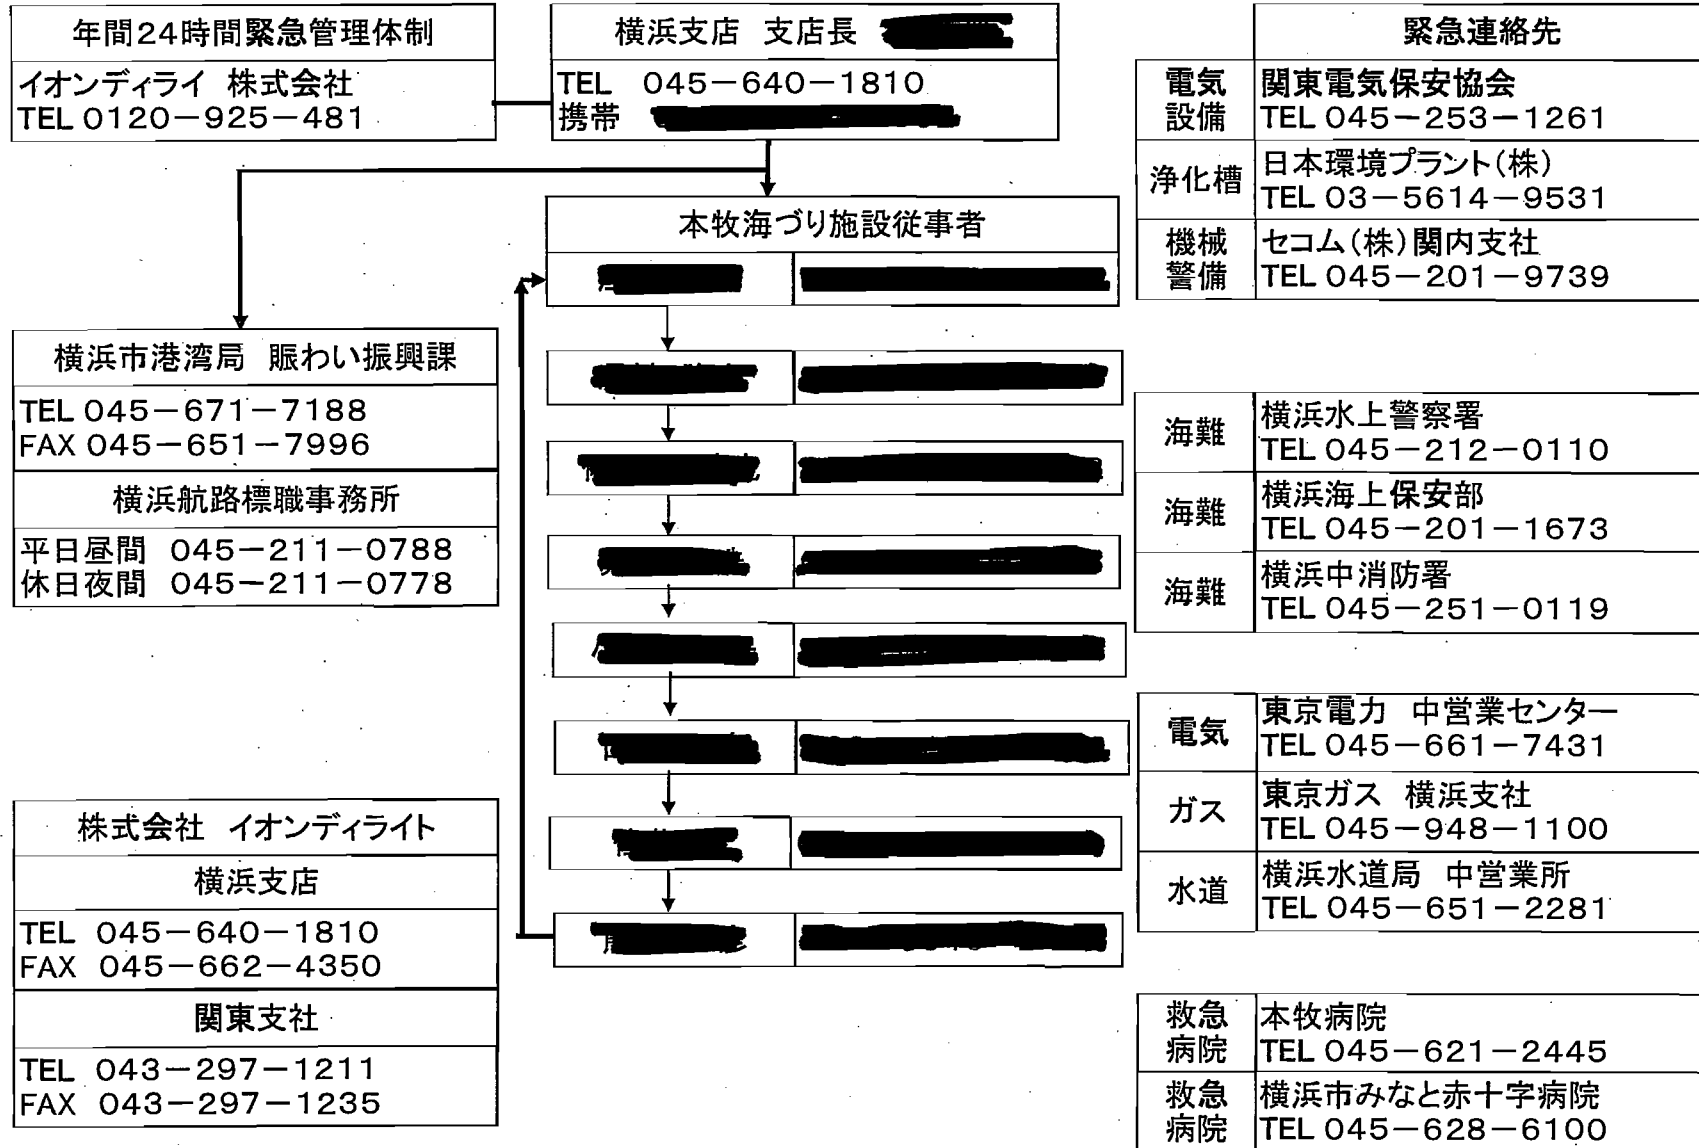 年間24時間緊急管理体制
イオンディライ 株式会社
TEL 0120-925-481
横浜支店 支店長
TEL 045-640-1810
携帯
本牧海づり施設従事者
横浜市港湾局 賑わい振興課
TEL 045-671-7188
FAX 045-651-7996
横浜航路標職事務所
平日昼間 045-211-0788
休日夜間 045-211-0778
株式会社 イオンディライト
横浜支店
TEL 045-640-1810
FAX 045-662-4350
関東支社
TEL 043-297-1211
FAX 043-297-1235
緊急連絡先
電気設備
関東電気保安協会
TEL 045-253-1261
浄化槽
日本環境プラント(株)
TEL 03-5614-9531
機械警備
セコム(株)関内支社
TEL 045-201-9739
海難
横浜水上警察署
TEL 045-212-0110
海難
横浜海上保安部
TEL 045-201-1673
海難
横浜中消防署
TEL 045-251-0119
電気
東京電力 中営業センター
TEL 045-661-7431
ガス
東京ガス 横浜支社
TEL 045-948-1100
水道
横浜水道局 中営業所
TEL 045-651-2281
救急病院
本牧病院
TEL 045-621-2445
救急病院
横浜市みなと赤十字病院
TEL 045-628-6100